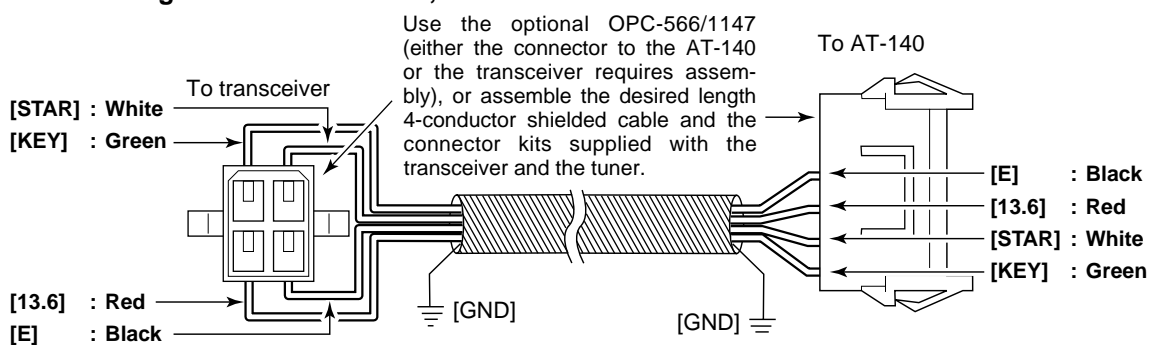 Use the optional OPC-566/1147
(either the connector to the AT-140
or the transceiver requires assem-
bly), or assemble the desired length
4-conductor shielded cable and the
connector kits supplied with the
transceiver and the tuner.
To AT-140
To transceiver
[STAR] : White
[KEY] : Green
[13.6] : Red
[E] : Black
[GND]
[GND]
[E] : Black
[13.6] : Red
[STAR] : White
[KEY] : Green